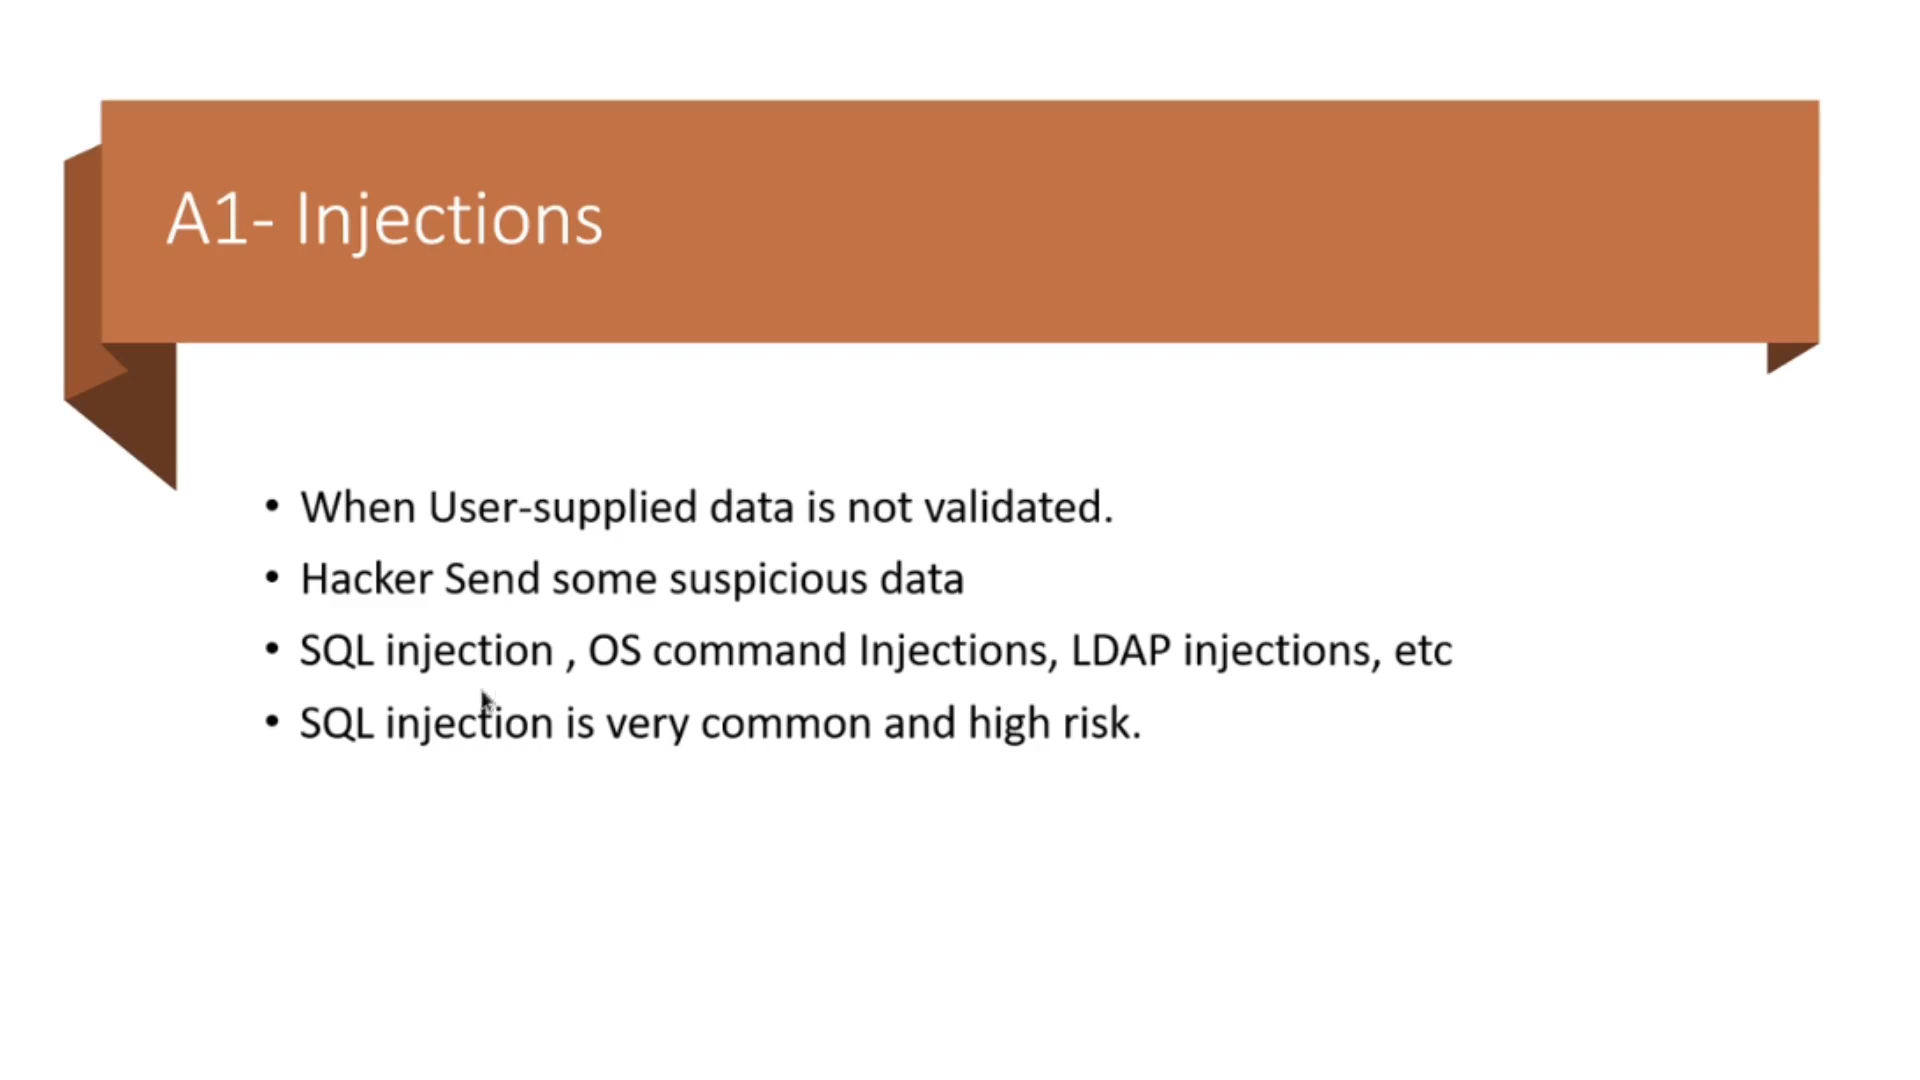 A1- Injections
• When User-supplied data is not validated.
• Hacker Send some suspicious data
• SQL injection , OS command Injections, LDAP injections, etc
• SQL injection is very common and high risk.